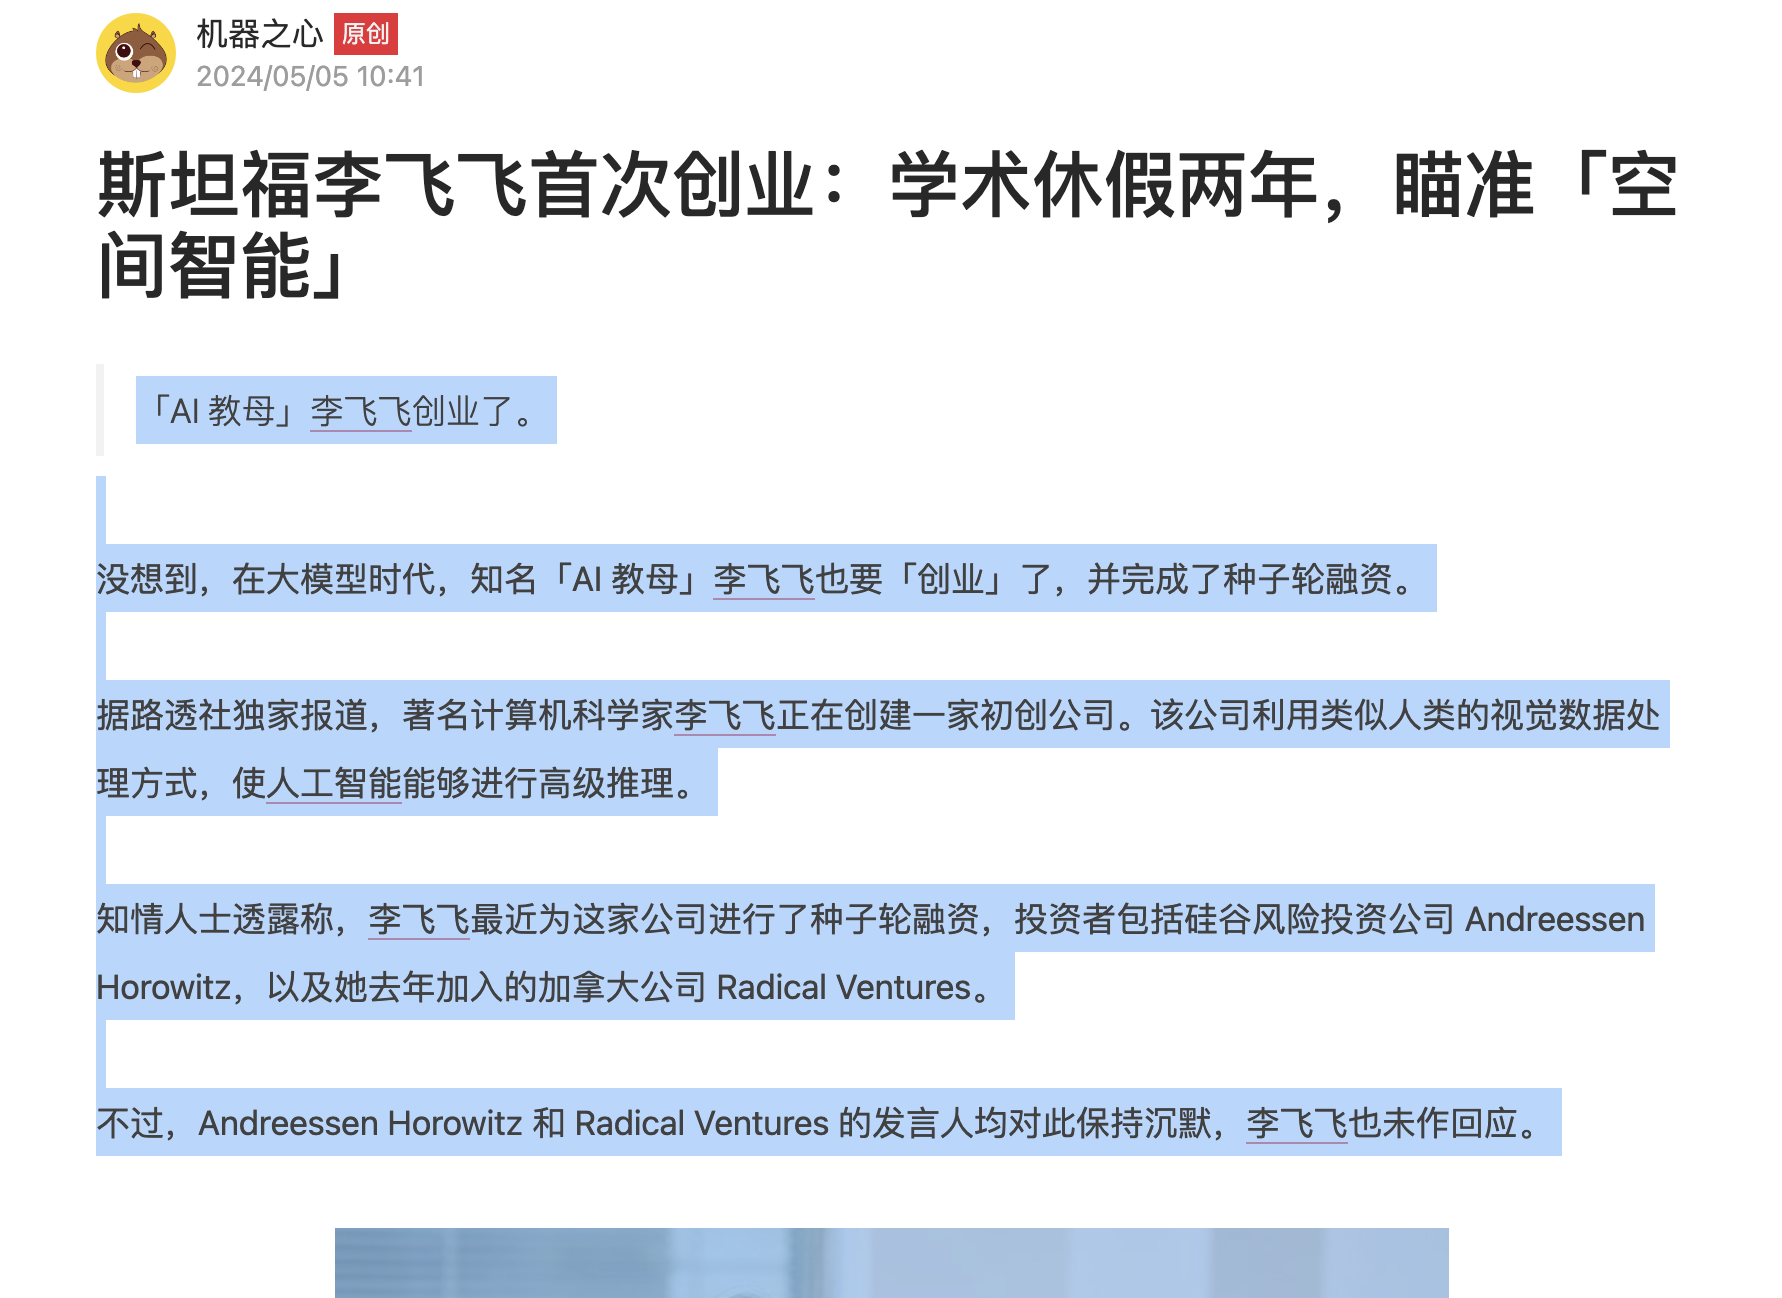 机器之心 原创
2024/05/05 10:41
斯坦福李飞飞首次创业：学术休假两年，瞄准「空
间智能」
「AI 教母」李飞飞创业了。
没想到，在大模型时代，知名「AI 教母」李飞飞也要「创业」了，并完成了种子轮融资。
据路透社独家报道，著名计算机科学家李飞飞正在创建一家初创公司。该公司利用类似人类的视觉数据处
理方式，使人工智能能够进行高级推理。
知情人士透露称，李飞飞最近为这家公司进行了种子轮融资，投资者包括硅谷风险投资公司 Andreessen
Horowitz，以及她去年加入的加拿大公司 Radical Ventures。
不过，Andreessen Horowitz 和 Radical Ventures 的发言人均对此保持沉默，李飞飞也未作回应。